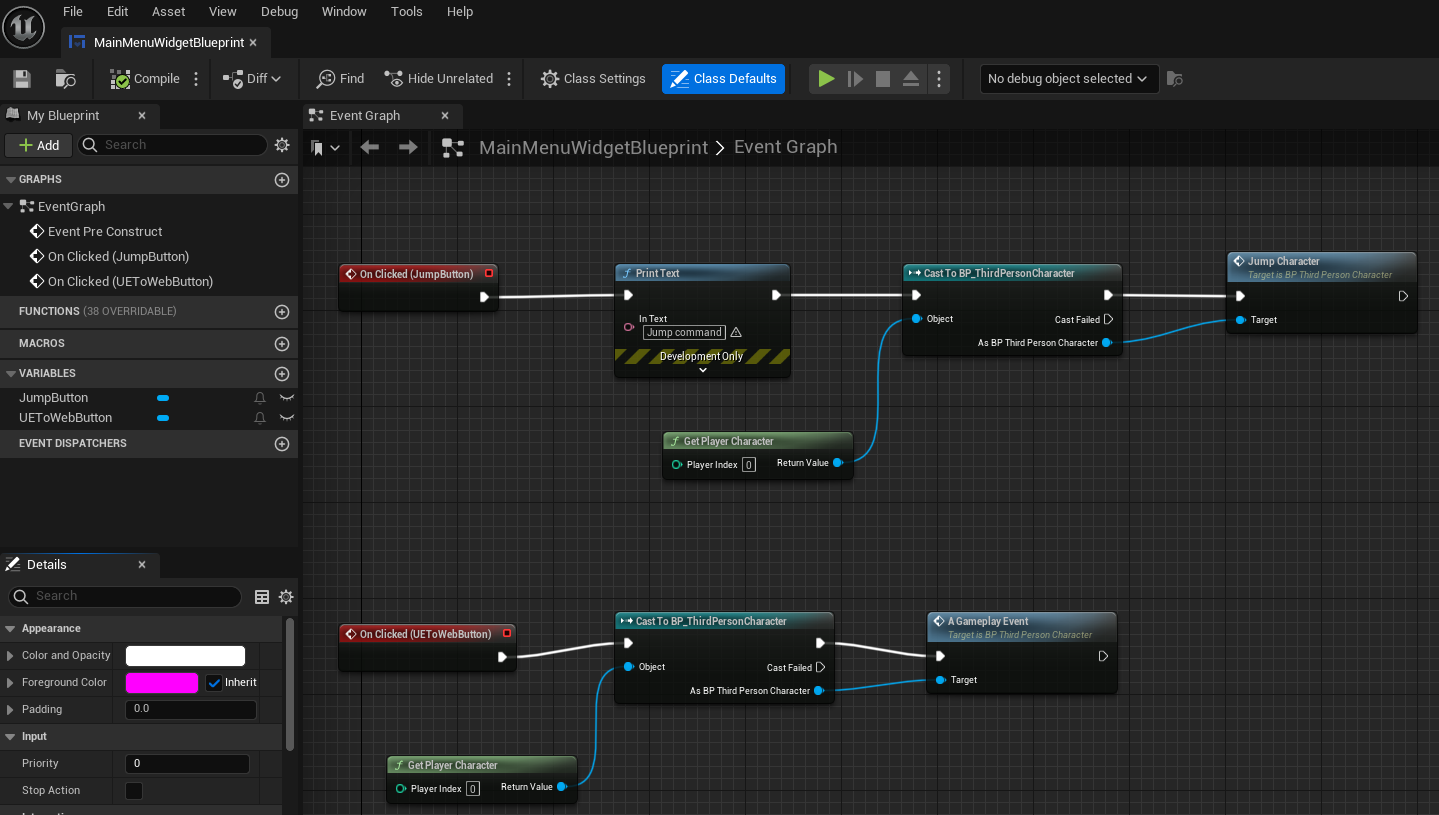 File Edit Asset View Debug Window Tools Help
MainMenuWidgetBlueprint
Compile Diff Find Hide Unrelated Class Settings Class Defaults No debug object selected
My Blueprint
Add Search
GRAPHS
EventGraph
Event Pre Construct
On Clicked (JumpButton)
On Clicked (UEToWebButton)
FUNCTIONS (38 OVERRIDABLE)
MACROS
VARIABLES
JumpButton
UEToWebButton
EVENT DISPATCHERS
Details
Search
Appearance
Color and Opacity
Foreground Color Inherit
Padding 0.0
Input
Priority 0
Stop Action
Event Graph
MainMenuWidgetBlueprint > Event Graph
On Clicked (JumpButton)
f Print Text
In Text
Jump command
Development Only
Cast To BP_ThirdPersonCharacter
Object
Cast Failed
As BP Third Person Character
Jump Character
Target is BP Third Person Character
Target
f Get Player Character
Player Index 0 Return Value
On Clicked (UEToWebButton)
Cast To BP_ThirdPersonCharacter
Object
Cast Failed
As BP Third Person Character
A Gameplay Event
Target is BP Third Person Character
Target
f Get Player Character
Player Index 0 Return Value